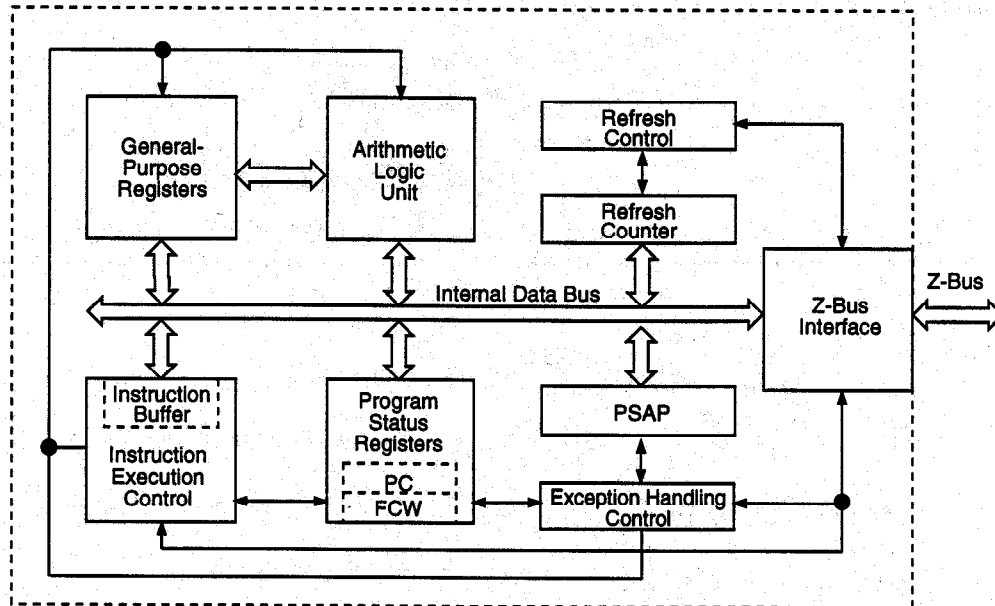 General-
Purpose
Registers
Arithmetic
Logic
Unit
Refresh
Control
Refresh
Counter
Internal Data Bus
Z-Bus
Interface
Z-Bus
Instruction
Buffer
Instruction
Execution
Control
Program
Status
Registers
PC
FCW
PSAP
Exception Handling
Control